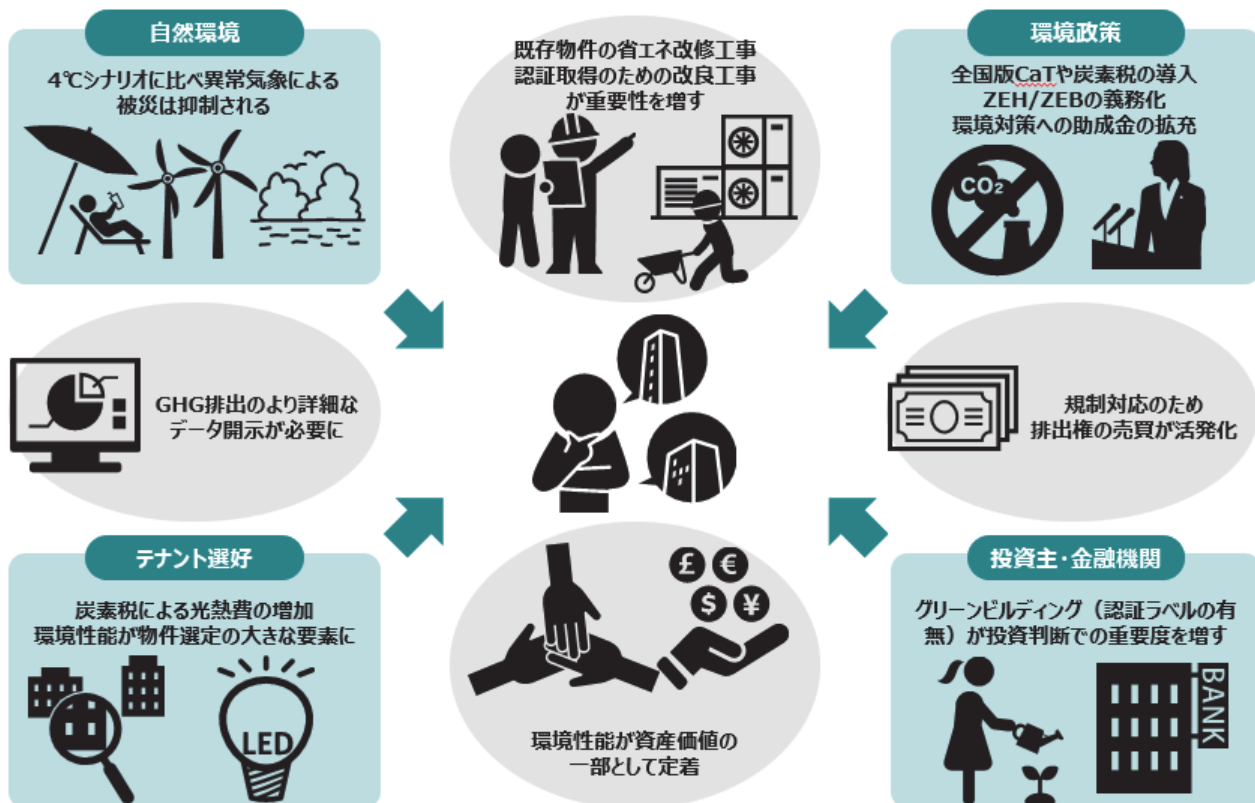 自然環境
4℃シナリオに比べ異常気象による
被災は抑制される
既存物件の省エネ改修工事
認証取得のための改良工事
が重要性を増す
環境政策
全国版CaTや炭素税の導入
ZEH/ZEBの義務化
環境対策への助成金の拡充
CO2
GHG排出のより詳細な
データ開示が必要に
規制対応のため
排出権の売買が活発化
テナント選好
炭素税による光熱費の増加
環境性能が物件選定の大きな要素に
LED
£ €
$ ¥
環境性能が資産価値の
一部として定着
投資主・金融機関
グリーンビルディング（認証ラベルの有
無）が投資判断での重要度を増す
BANK